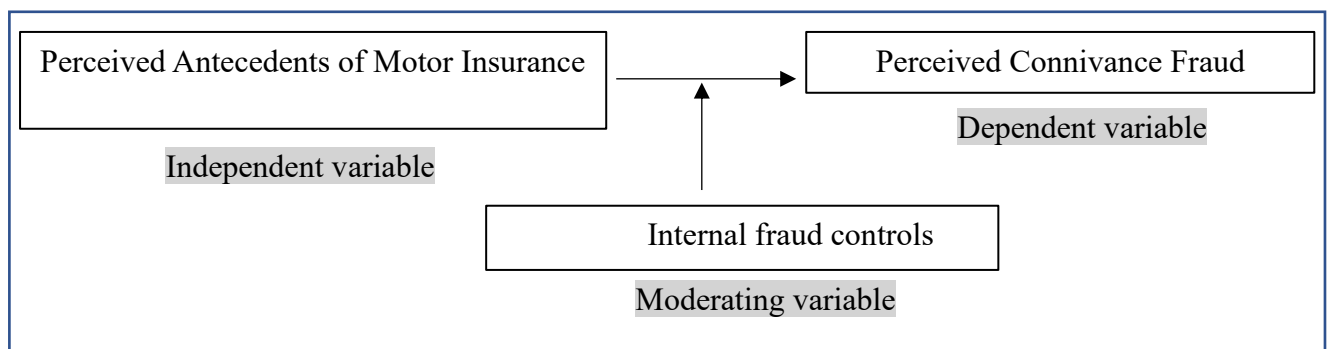 Perceived Antecedents of Motor Insurance
Perceived Connivance Fraud
Independent variable
Dependent variable
Internal fraud controls
Moderating variable